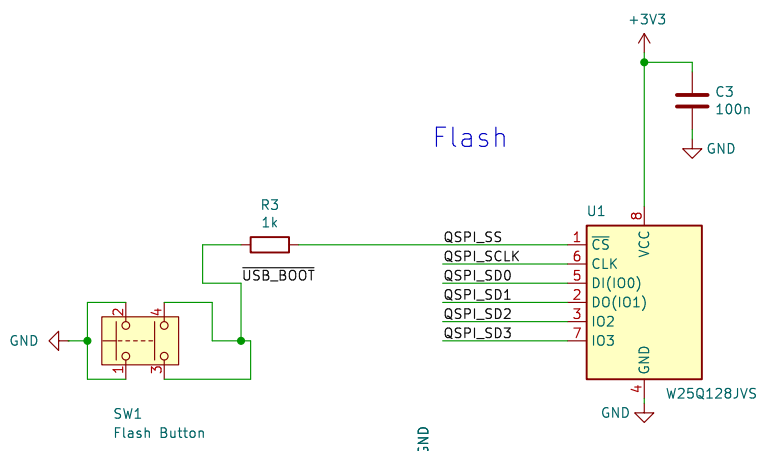 +3V3
C3
100n
GND
Flash
R3
1k
U1
8
VCC
QSPI_SS
1
CS
QSPI_SCLK
6
CLK
USB_BOOT
QSPI_SD0
5
DI(IO0)
QSPI_SD1
2
DO(IO1)
QSPI_SD2
3
IO2
QSPI_SD3
7
IO3
2
4
GND
1
3
GND
4
W25Q128JVS
GND
SW1
Flash Button
GND